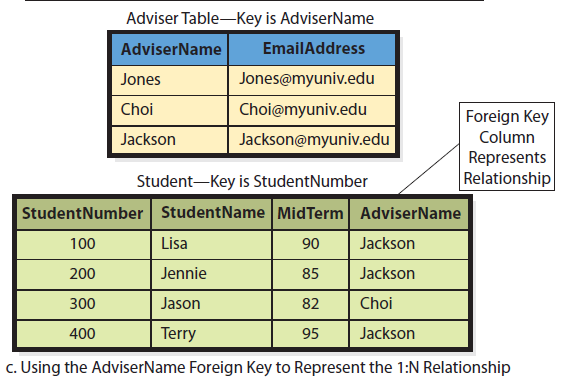 Adviser Table—Key is AdviserName
AdviserName EmailAddress
Jones Jones@myuniv.edu
Choi Choi@myuniv.edu
Jackson Jackson@myuniv.edu
Foreign Key
Column
Represents
Relationship
Student—Key is StudentNumber
StudentNumber StudentName MidTerm AdviserName
100 Lisa 90 Jackson
200 Jennie 85 Jackson
300 Jason 82 Choi
400 Terry 95 Jackson
c. Using the AdviserName Foreign Key to Represent the 1:N Relationship